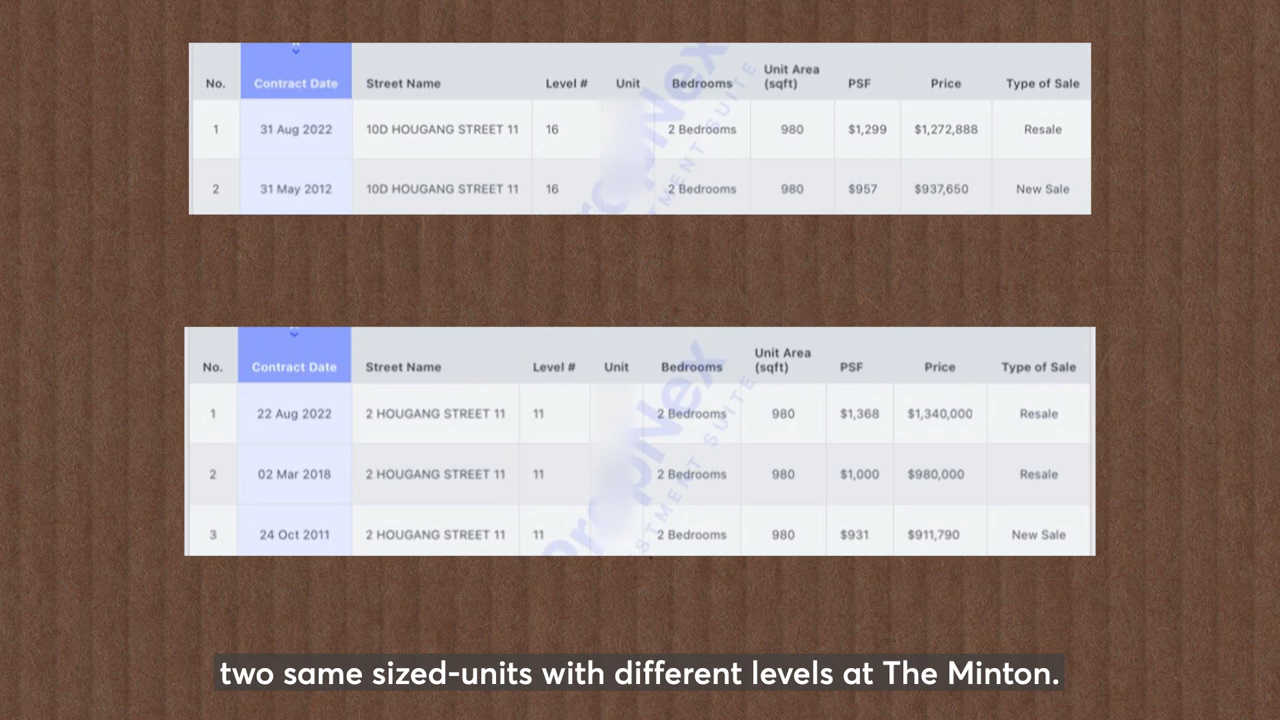 No. Contract Date Street Name Level # Unit Bedrooms Unit Area (sqft) PSF Price Type of Sale
1 31 Aug 2022 10D HOUGANG STREET 11 16 2 Bedrooms 980 $1,299 $1,272,888 Resale
2 31 May 2012 10D HOUGANG STREET 11 16 2 Bedrooms 980 $957 $937,650 New Sale
No. Contract Date Street Name Level # Unit Bedrooms Unit Area (sqft) PSF Price Type of Sale
1 22 Aug 2022 2 HOUGANG STREET 11 11 2 Bedrooms 980 $1,368 $1,340,000 Resale
2 02 Mar 2018 2 HOUGANG STREET 11 11 2 Bedrooms 980 $1,000 $980,000 Resale
3 24 Oct 2011 2 HOUGANG STREET 11 11 2 Bedrooms 980 $931 $911,790 New Sale
two same sized-units with different levels at The Minton.